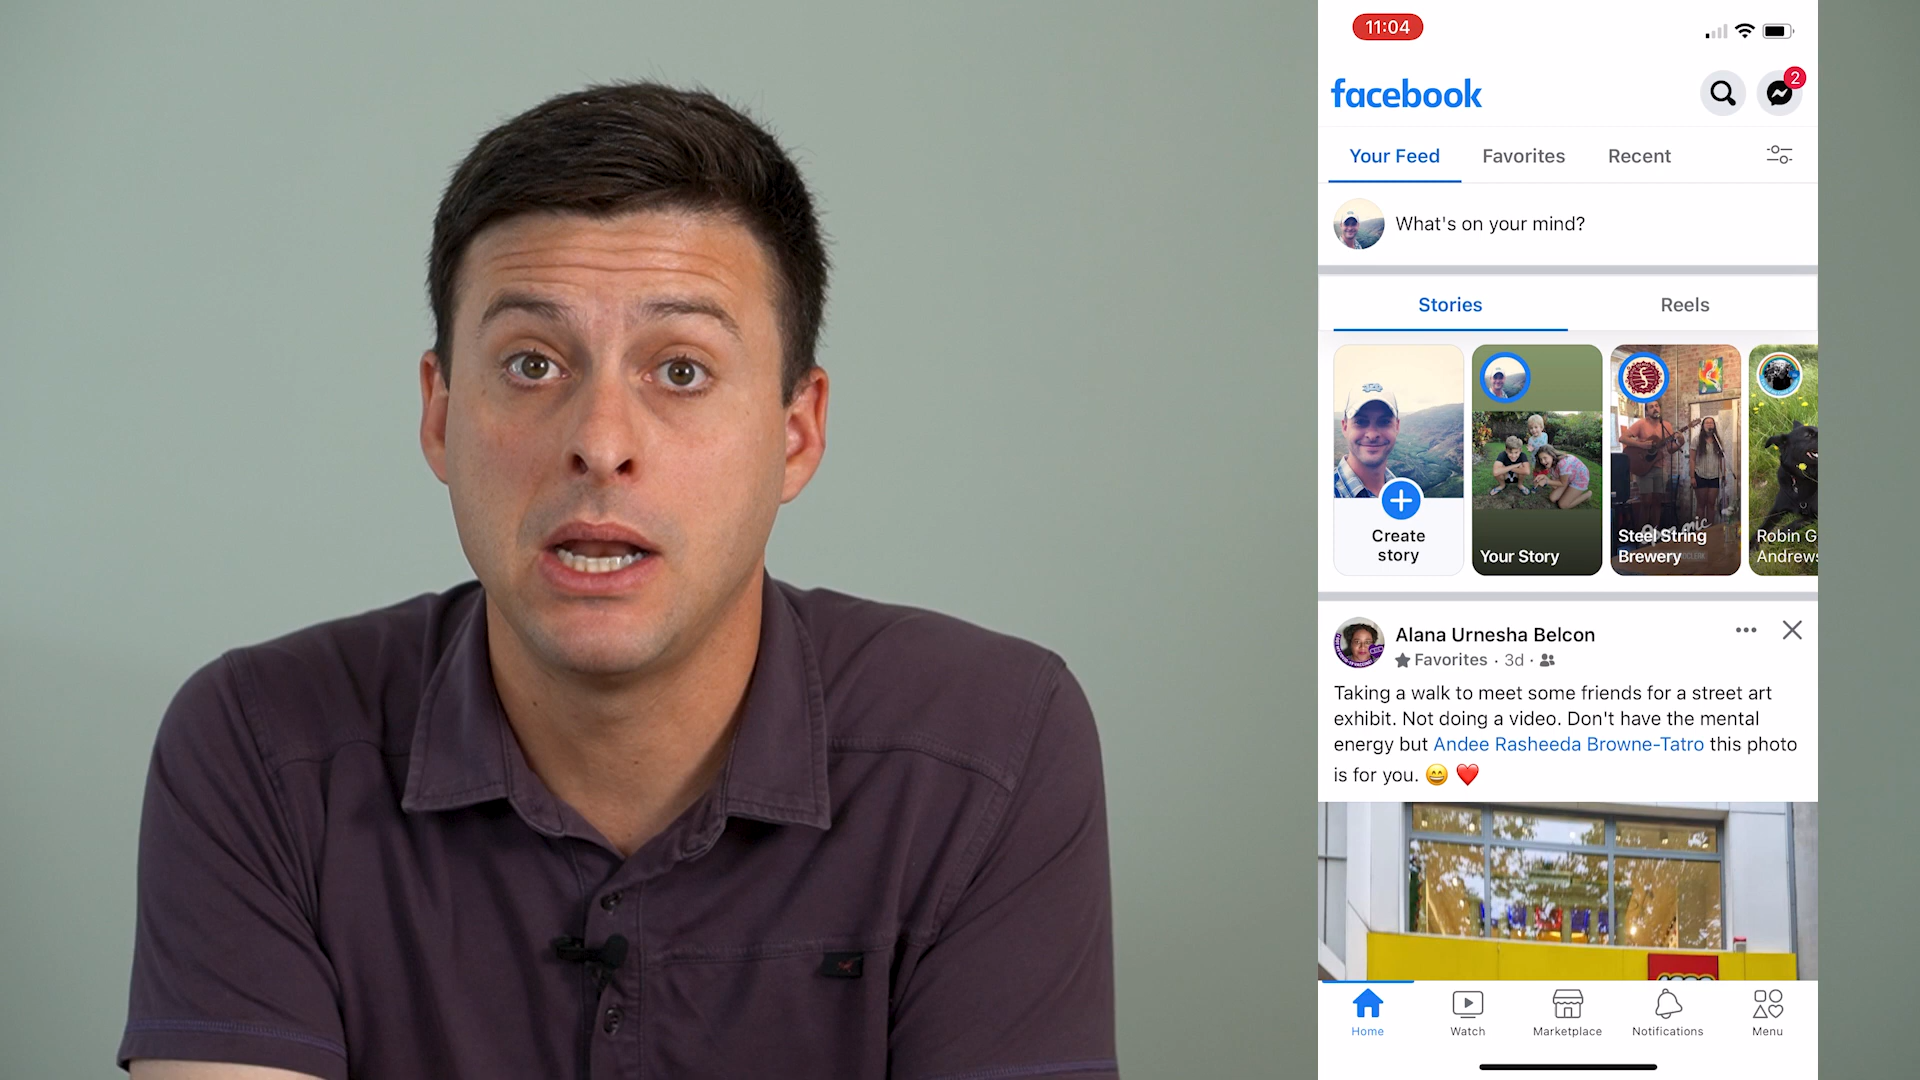 11:04
facebook
2
Your Feed
Favorites
Recent
What's on your mind?
Stories
Reels
Create
story
Your Story
Steel String
Brewery
Robin G
Andrews
Alana Urnesha Belcon
Favorites · 3d ·
Taking a walk to meet some friends for a street art
exhibit. Not doing a video. Don't have the mental
energy but Andee Rasheeda Browne-Tatro this photo
is for you. 😄 ❤️
Home
Watch
Marketplace
Notifications
Menu